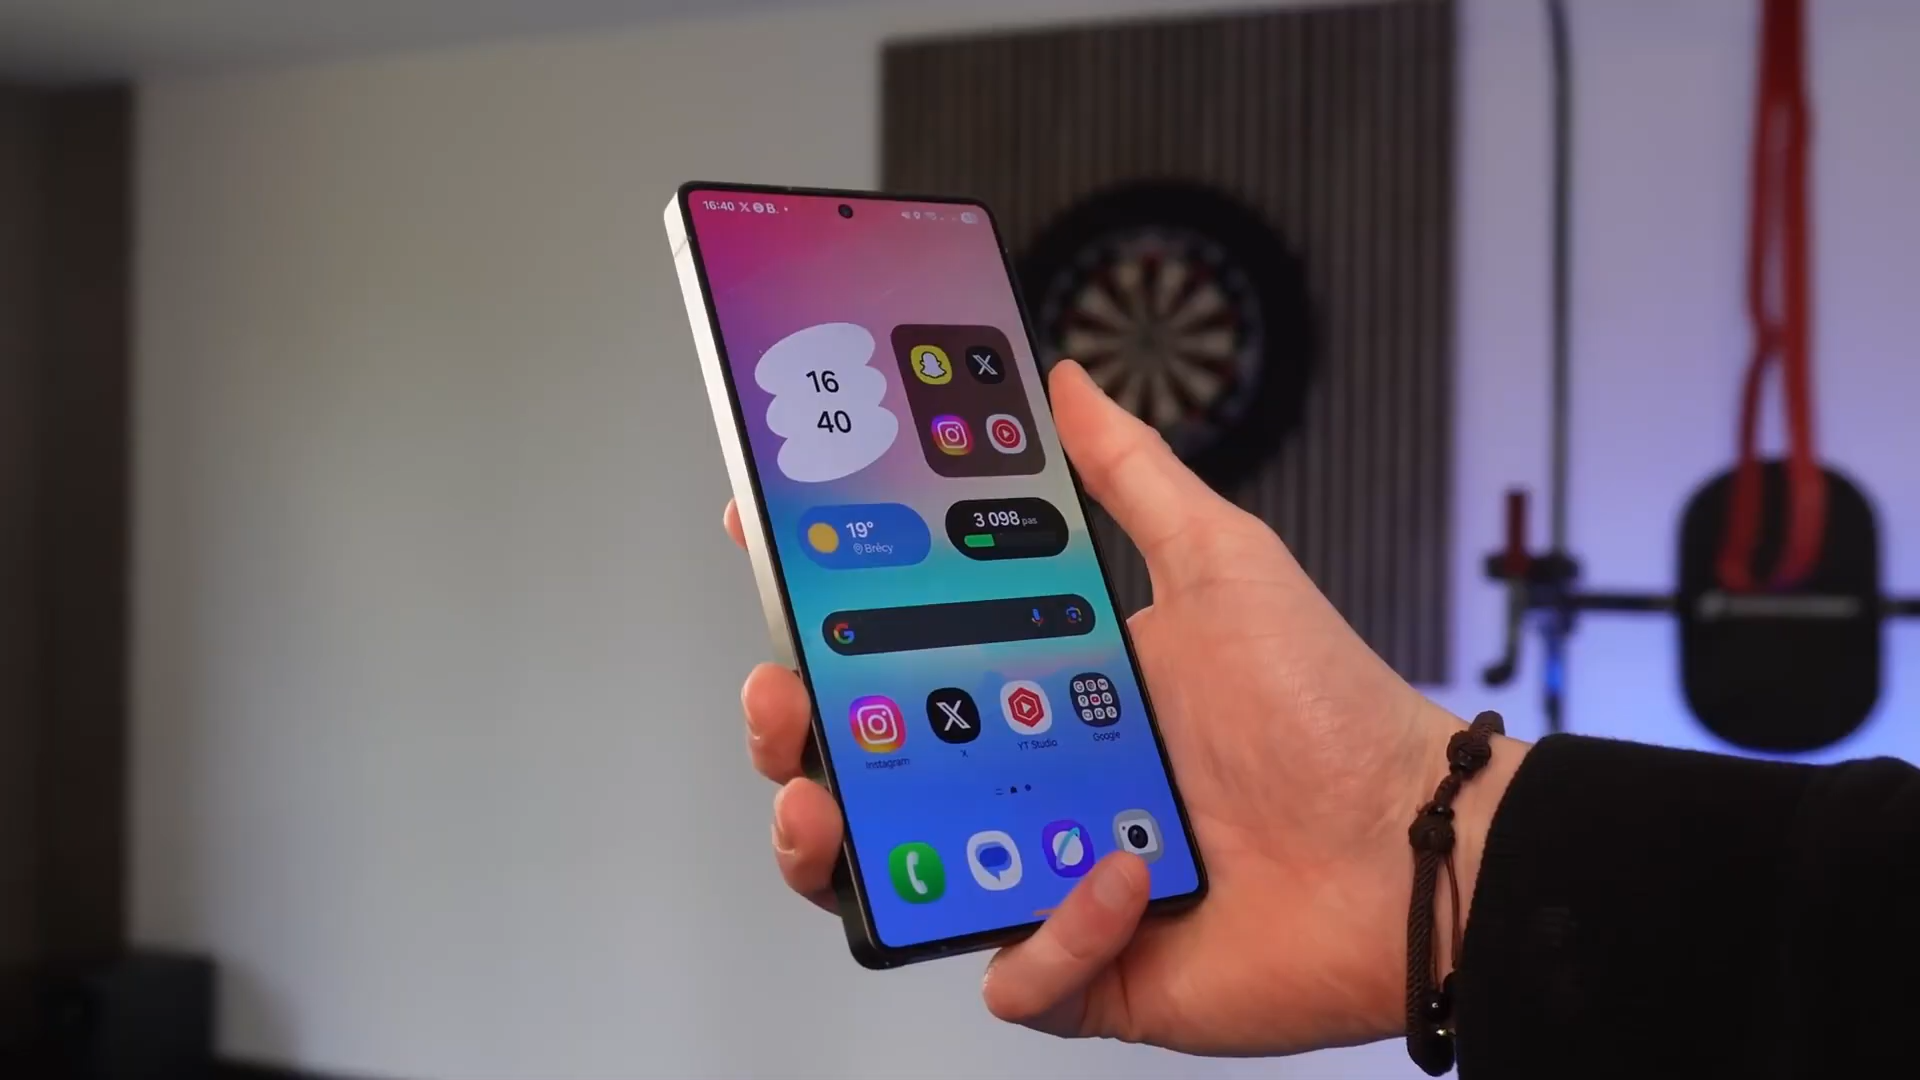 16:40 X B.
16
40
19°
Brécy
3 098 pas
Instagram
X
YT Studio
Google